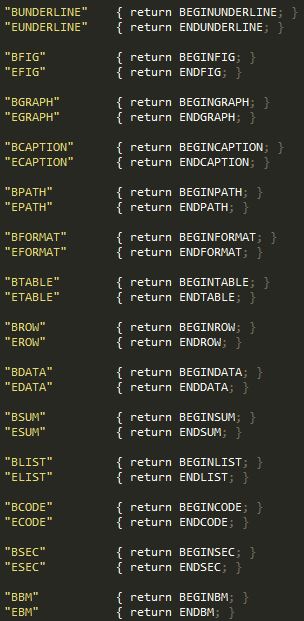 "BUNDERLINE" { return BEGINUNDERLINE; }
"EUNDERLINE" { return ENDUNDERLINE; }
"BFIG" { return BEGINFIG; }
"EFIG" { return ENDFIG; }
"BGRAPH" { return BEGINGRAPH; }
"EGRAPH" { return ENDGRAPH; }
"BCAPTION" { return BEGINCAPTION; }
"ECAPTION" { return ENDCAPTION; }
"BPATH" { return BEGINPATH; }
"EPATH" { return ENDPATH; }
"BFORMAT" { return BEGINFORMAT; }
"EFORMAT" { return ENDFORMAT; }
"BTABLE" { return BEGINTABLE; }
"ETABLE" { return ENDTABLE; }
"BROW" { return BEGINROW; }
"EROW" { return ENDROW; }
"BDATA" { return BEGINDATA; }
"EDATA" { return ENDDATA; }
"BSUM" { return BEGINSUM; }
"ESUM" { return ENDSUM; }
"BLIST" { return BEGINLIST; }
"ELIST" { return ENDLIST; }
"BCODE" { return BEGINCODE; }
"ECODE" { return ENDCODE; }
"BSEC" { return BEGINSEC; }
"ESEC" { return ENDSEC; }
"BBM" { return BEGINBM; }
"EBM" { return ENDBM; }